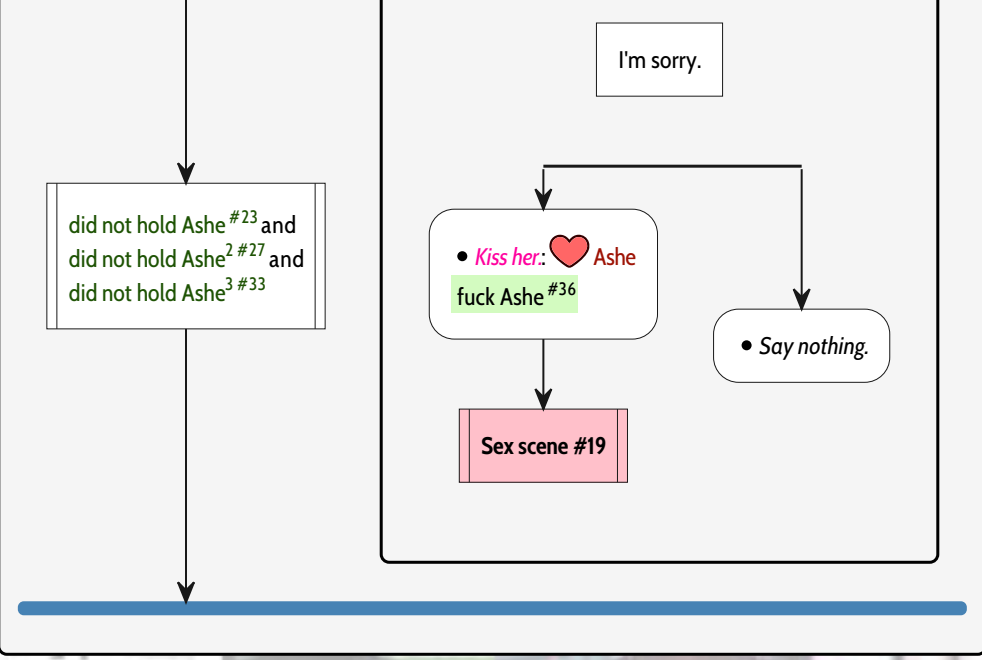 I'm sorry.
did not hold Ashe #23 and
did not hold Ashe2 #27 and
did not hold Ashe3 #33
• Kiss her.: Ashe
fuck Ashe #36
• Say nothing.
Sex scene #19